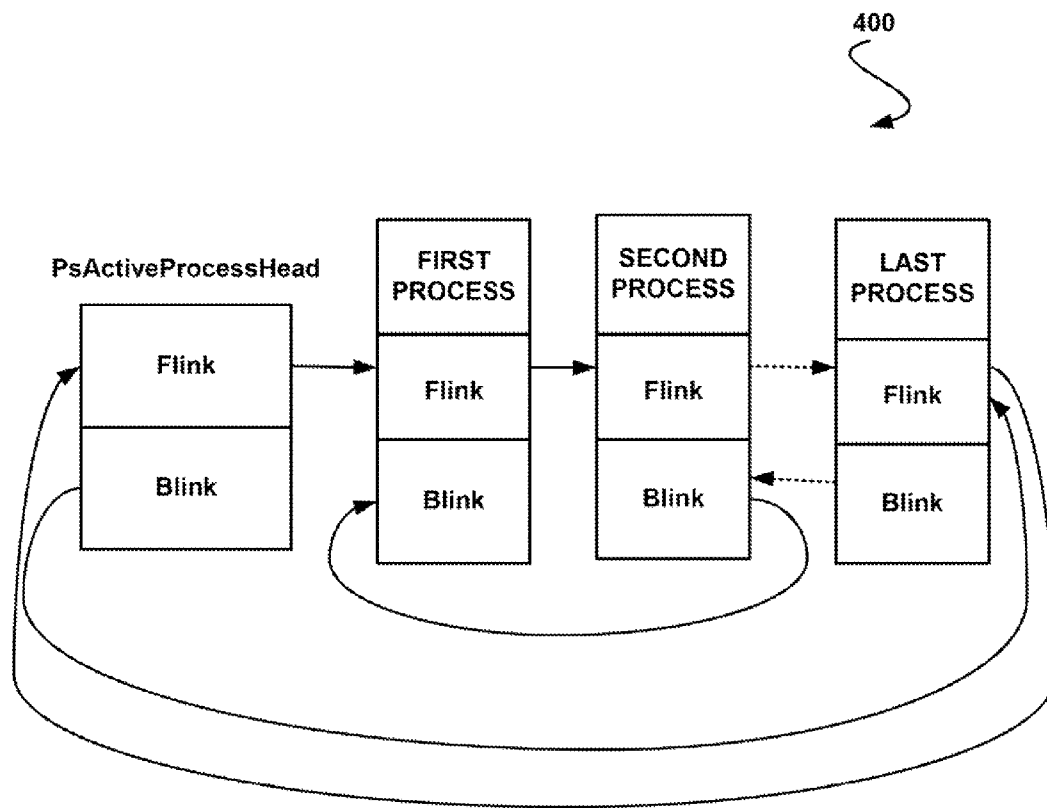 400
PsActiveProcessHead
Flink
Blink
FIRST
PROCESS
Flink
Blink
SECOND
PROCESS
Flink
Blink
LAST
PROCESS
Flink
Blink